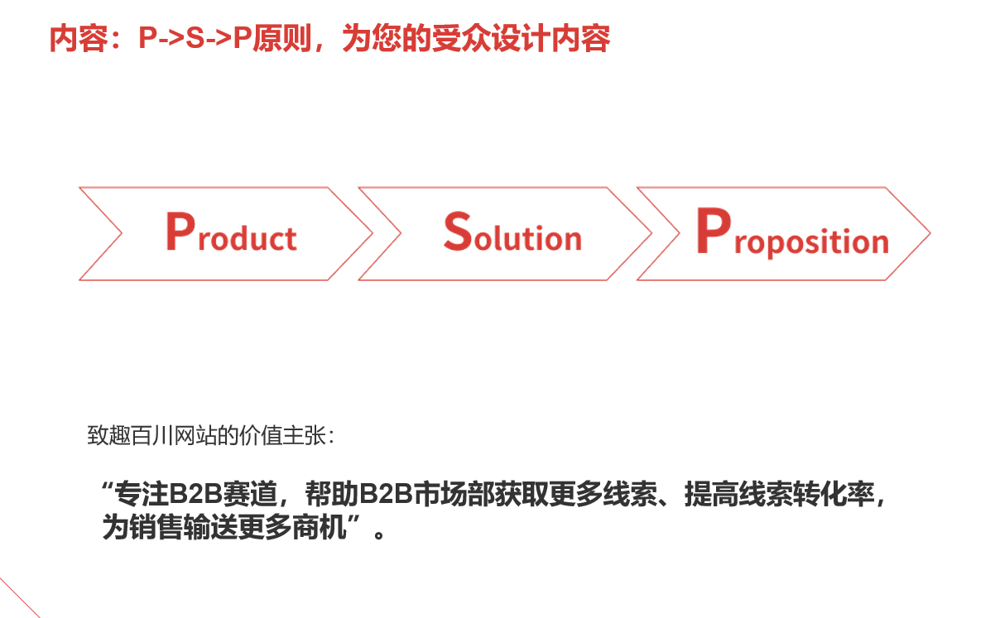 内容：P->S->P原则，为您的受众设计内容
Product
Solution
Proposition
致趣百川网站的价值主张：
“专注B2B赛道，帮助B2B市场部获取更多线索、提高线索转化率，
为销售输送更多商机”。